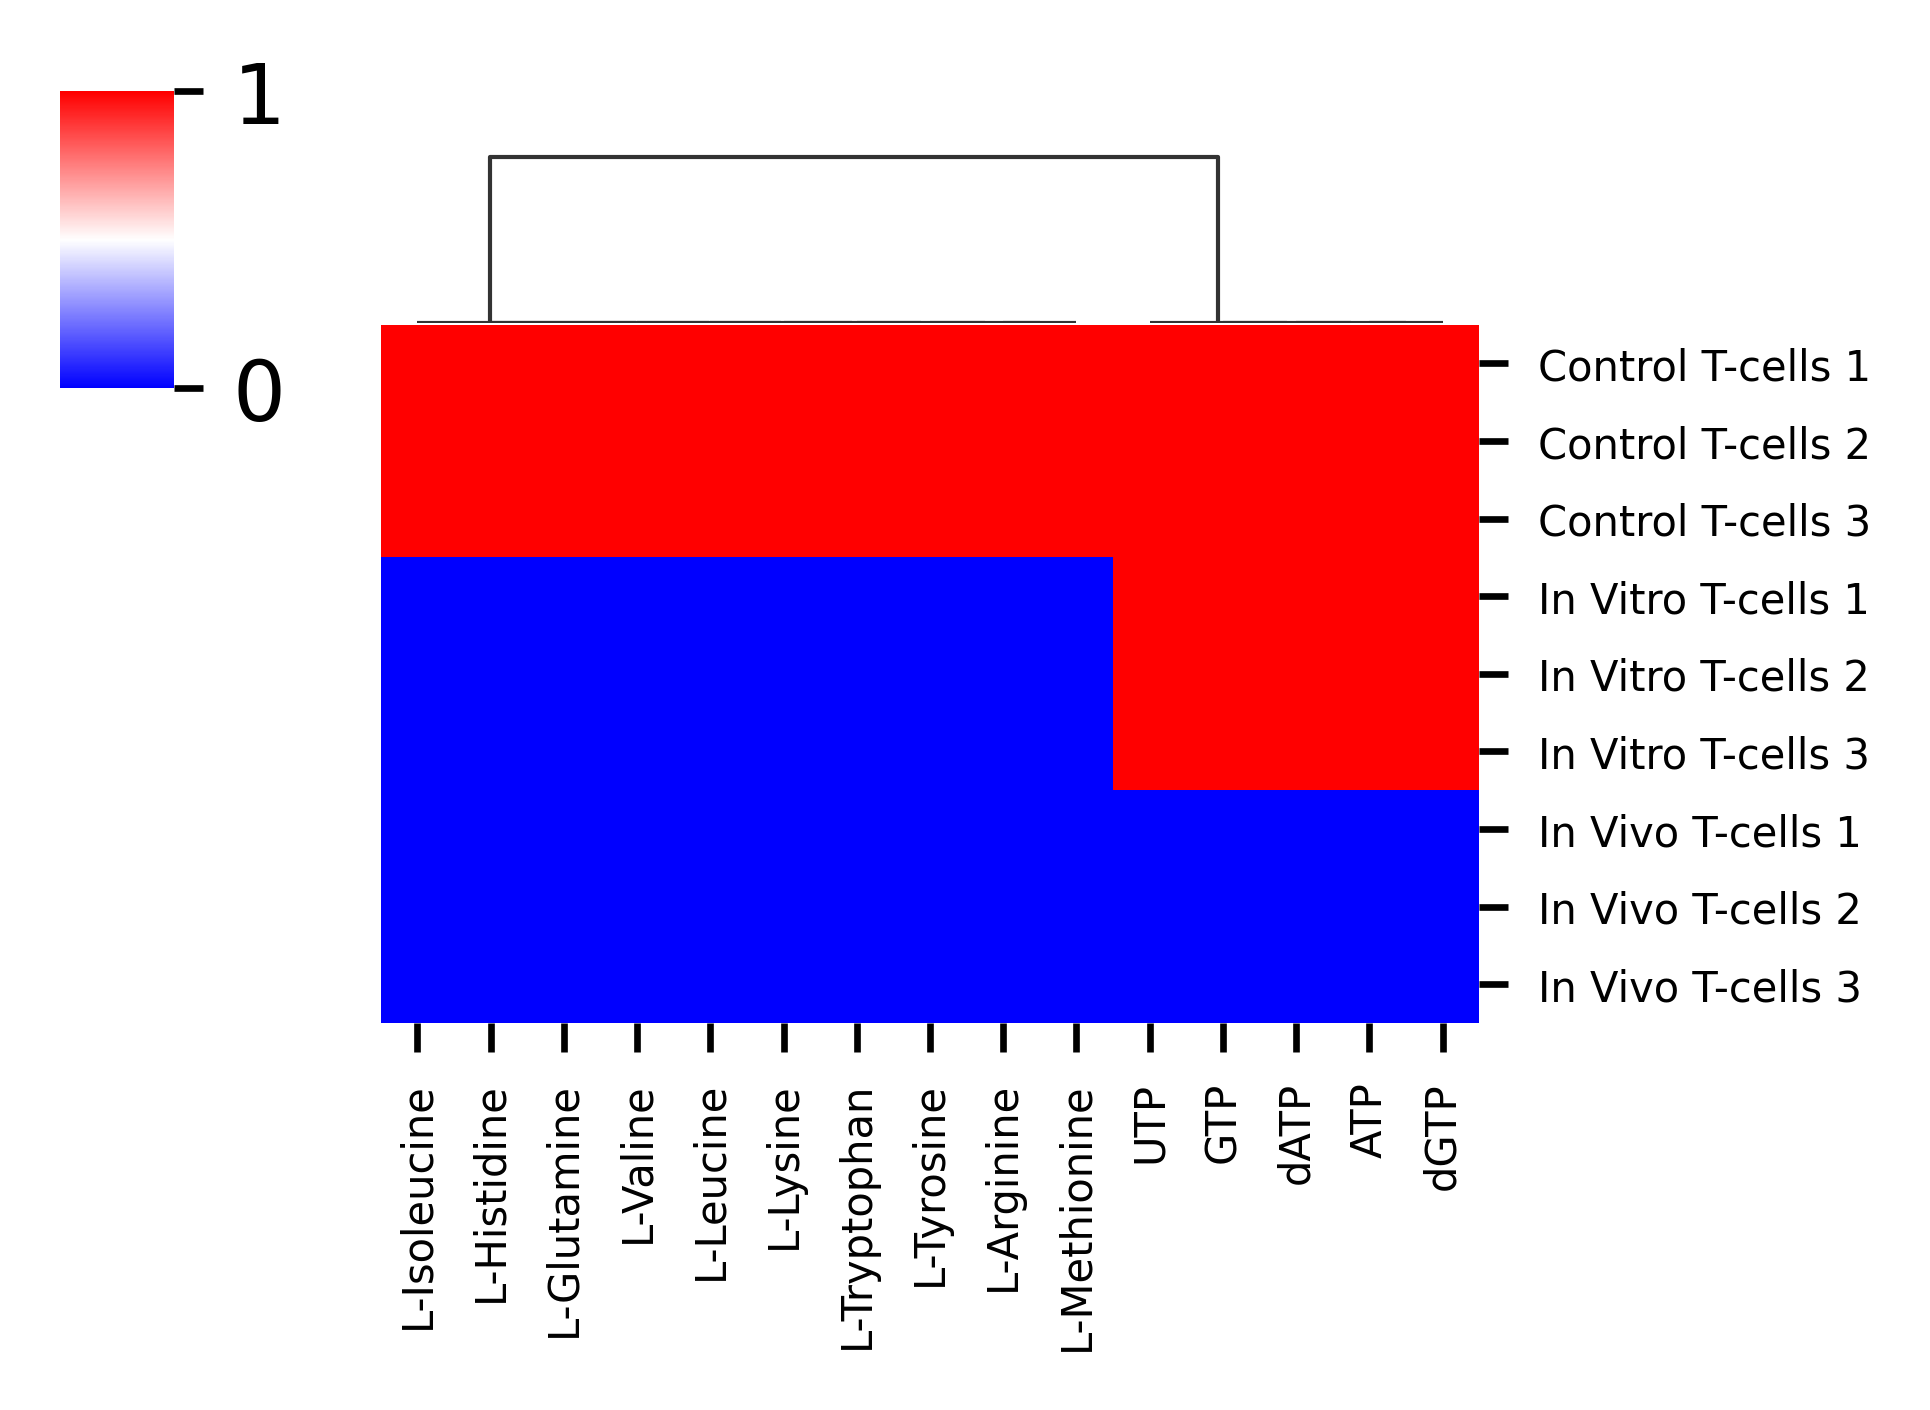 1
0
Control T-cells 1
Control T-cells 2
Control T-cells 3
In Vitro T-cells 1
In Vitro T-cells 2
In Vitro T-cells 3
In Vivo T-cells 1
In Vivo T-cells 2
In Vivo T-cells 3
L-Isoleucine
L-Histidine
L-Glutamine
L-Valine
L-Leucine
L-Lysine
L-Tryptophan
L-Tyrosine
L-Arginine
L-Methionine
UTP
GTP
dATP
ATP
dGTP